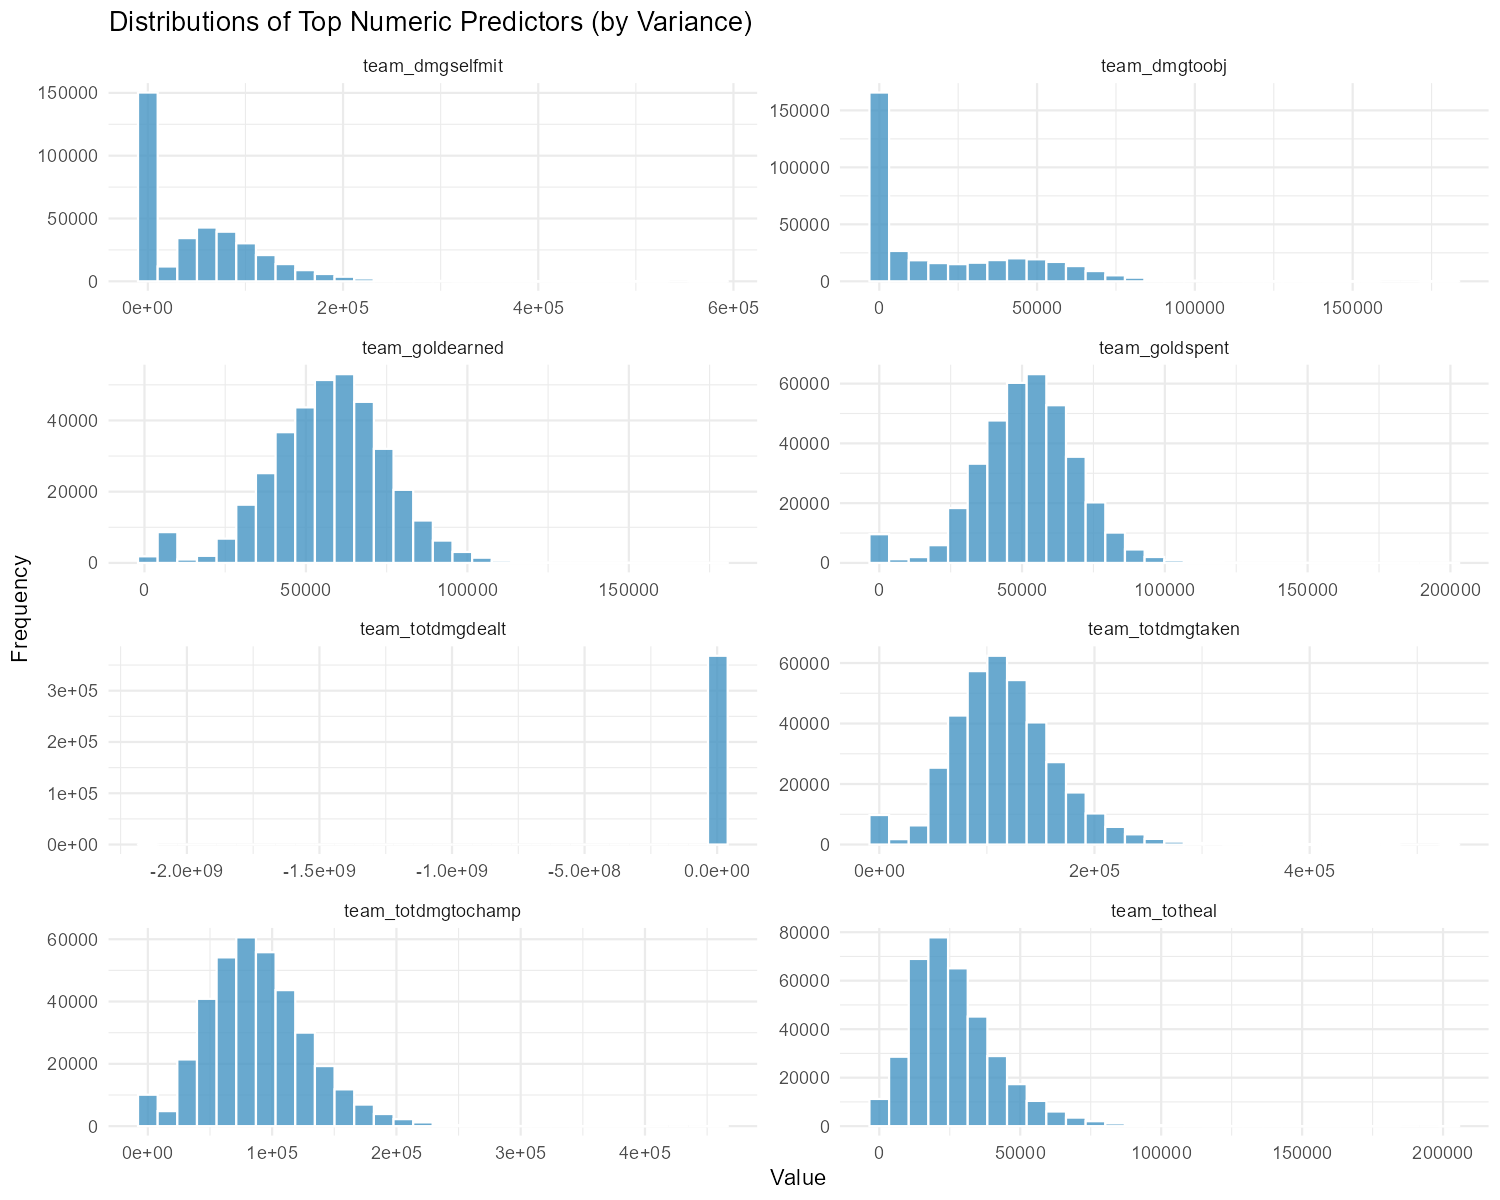 Distributions of Top Numeric Predictors (by Variance)
team_dmgselfmit
150000
100000
50000
0
0e+00 2e+05 4e+05 6e+05
team_dmgtoobj
150000
100000
50000
0
0 50000 100000 150000
team_goldearned
40000
20000
0
0 50000 100000 150000
team_goldspent
60000
40000
20000
0
0 50000 100000 150000 200000
team_totdmgdealt
3e+05
2e+05
1e+05
0e+00
-2.0e+09 -1.5e+09 -1.0e+09 -5.0e+08 0.0e+00
team_totdmgtaken
60000
40000
20000
0
0e+00 2e+05 4e+05
team_totdmgtochamp
60000
40000
20000
0
0e+00 1e+05 2e+05 3e+05 4e+05
team_totheal
80000
60000
40000
20000
0
0 50000 100000 150000 200000
Frequency
Value